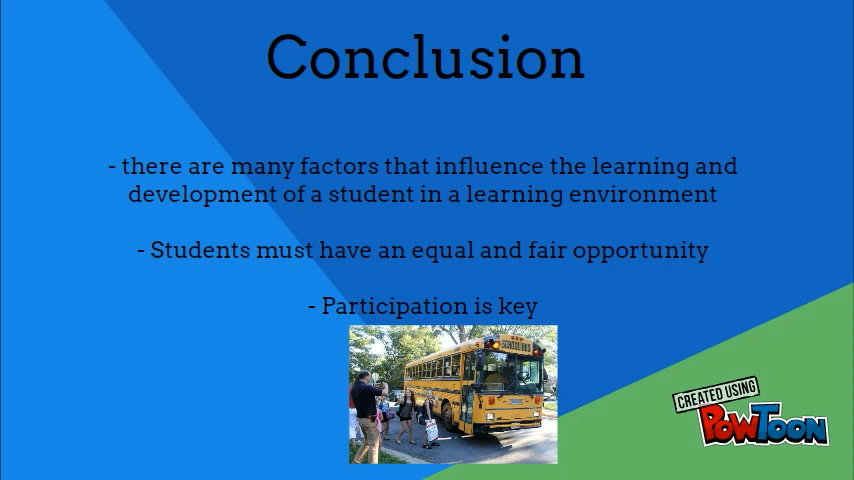 Conclusion
- there are many factors that influence the learning and
development of a student in a learning environment
- Students must have an equal and fair opportunity
- Participation is key
SCHOOL BUS
CREATED USING
POWTOON